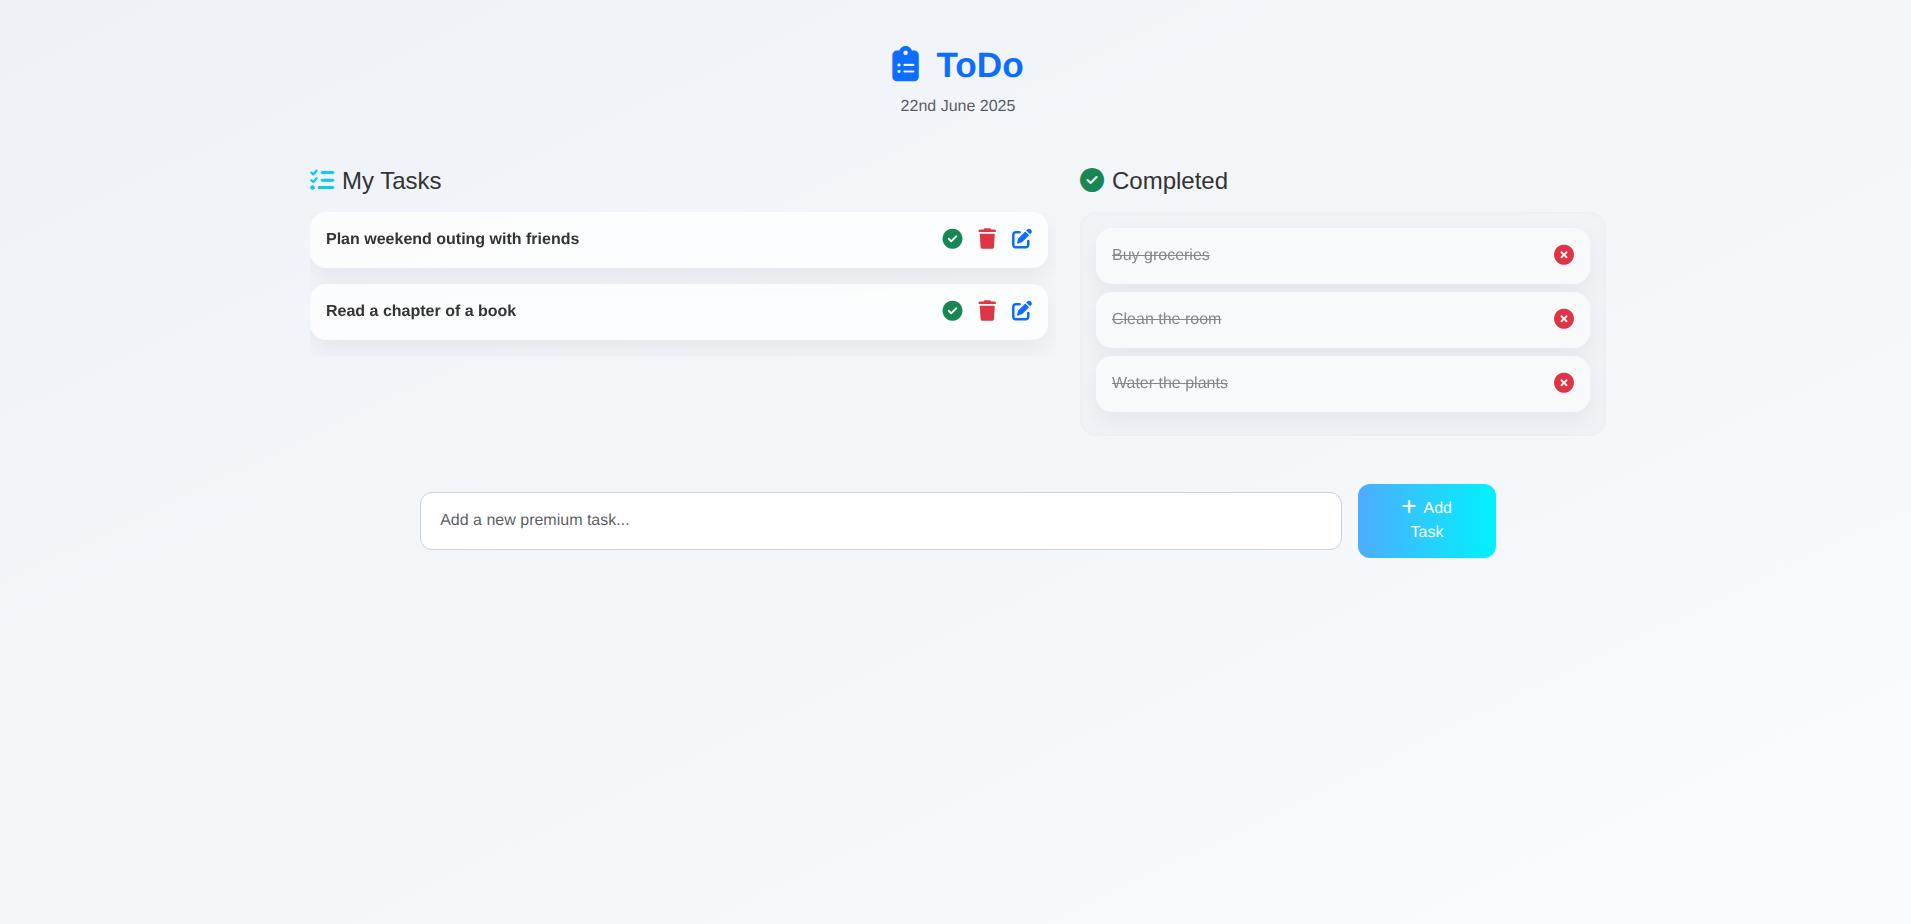 ToDo
22nd June 2025
My Tasks
Plan weekend outing with friends
Read a chapter of a book
Completed
Buy groceries
Clean the room
Water the plants
Add a new premium task...
Add
Task